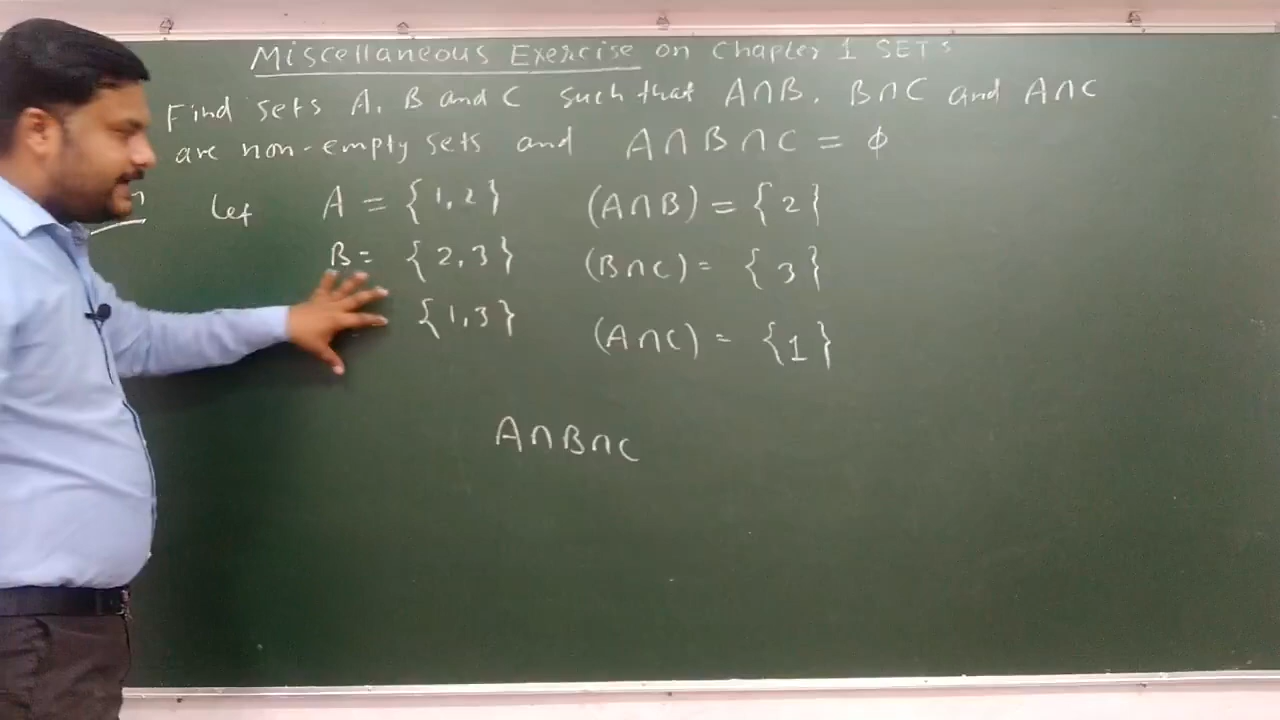 Miscellaneous Exercise on Chapter 1 SETs
Find sets A, B and C such that A∩B, B∩C and A∩C
are non-empty sets and A∩B∩C = ϕ
Let A = {1,2} (A∩B) = {2}
B = {2,3} (B∩C) = {3}
{1,3} (A∩C) = {1}
A∩B∩C